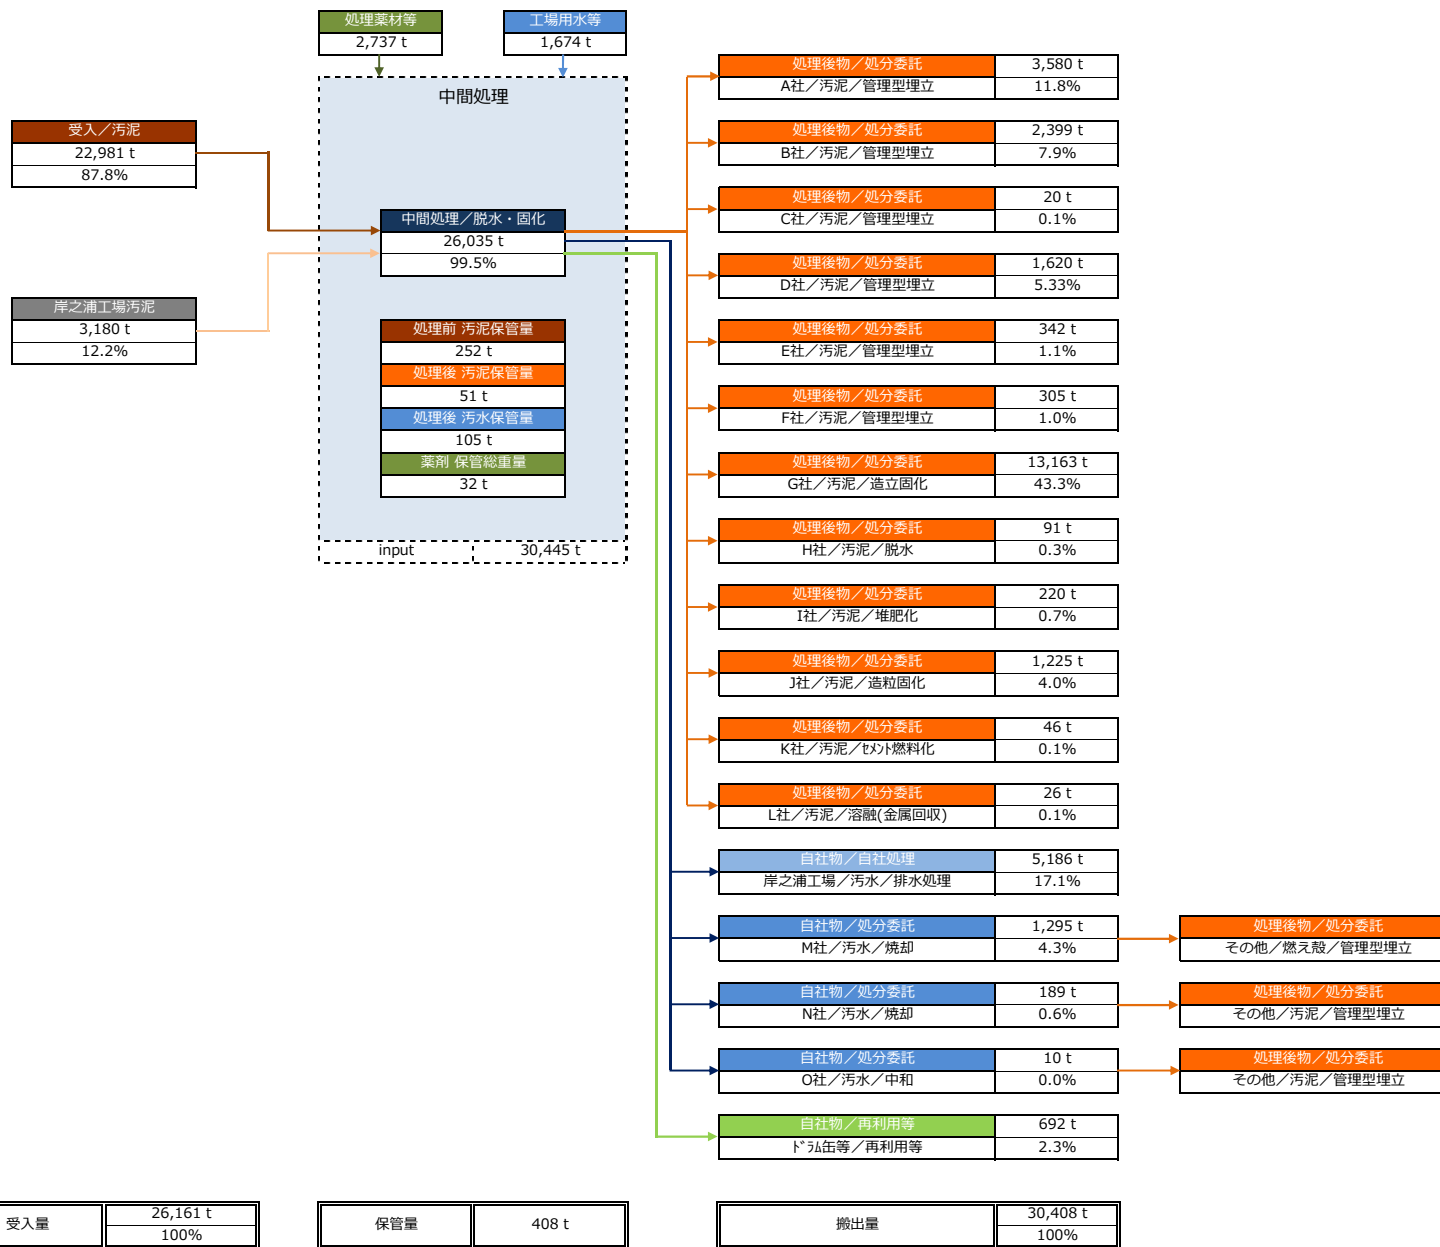 処理薬材等
2,737 t
工場用水等
1,674 t
中間処理
受入／汚泥
22,981 t
87.8%
岸之浦工場汚泥
3,180 t
12.2%
中間処理／脱水・固化
26,035 t
99.5%
処理前 汚泥保管量
252 t
処理後 汚泥保管量
51 t
処理後 汚水保管量
105 t
薬剤 保管総重量
32 t
input 30,445 t
処理後物／処分委託 3,580 t
A社／汚泥／管理型埋立 11.8%
処理後物／処分委託 2,399 t
B社／汚泥／管理型埋立 7.9%
処理後物／処分委託 20 t
C社／汚泥／管理型埋立 0.1%
処理後物／処分委託 1,620 t
D社／汚泥／管理型埋立 5.33%
処理後物／処分委託 342 t
E社／汚泥／管理型埋立 1.1%
処理後物／処分委託 305 t
F社／汚泥／管理型埋立 1.0%
処理後物／処分委託 13,163 t
G社／汚泥／造立固化 43.3%
処理後物／処分委託 91 t
H社／汚泥／脱水 0.3%
処理後物／処分委託 220 t
I社／汚泥／堆肥化 0.7%
処理後物／処分委託 1,225 t
J社／汚泥／造粒固化 4.0%
処理後物／処分委託 46 t
K社／汚泥／ｾﾒﾝﾄ燃料化 0.1%
処理後物／処分委託 26 t
L社／汚泥／溶融(金属回収) 0.1%
自社物／自社処理 5,186 t
岸之浦工場／汚水／排水処理 17.1%
自社物／処分委託 1,295 t
M社／汚水／焼却 4.3%
処理後物／処分委託
その他／燃え殻／管理型埋立
自社物／処分委託 189 t
N社／汚水／焼却 0.6%
処理後物／処分委託
その他／汚泥／管理型埋立
自社物／処分委託 10 t
O社／汚水／中和 0.0%
処理後物／処分委託
その他／汚泥／管理型埋立
自社物／再利用等 692 t
ﾄﾞﾗﾑ缶等／再利用等 2.3%
受入量 26,161 t
100%
保管量 408 t
搬出量 30,408 t
100%